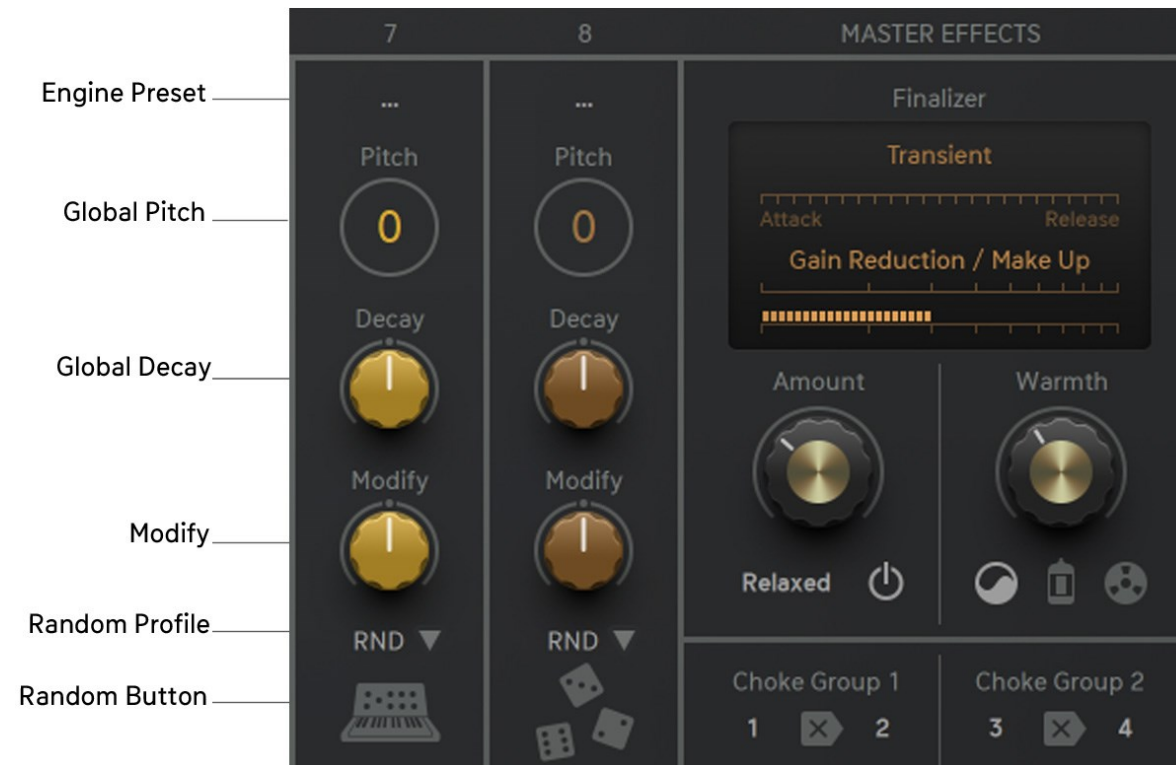 7 8 MASTER EFFECTS
Engine Preset ... ... Finalizer
Transient
Pitch Pitch
Global Pitch 0 0
Attack Release
Gain Reduction / Make Up
Decay Decay
Global Decay
Amount Warmth
Modify Modify
Modify
Relaxed
Random Profile
RND RND
Random Button
Choke Group 1 Choke Group 2
1 2 3 4